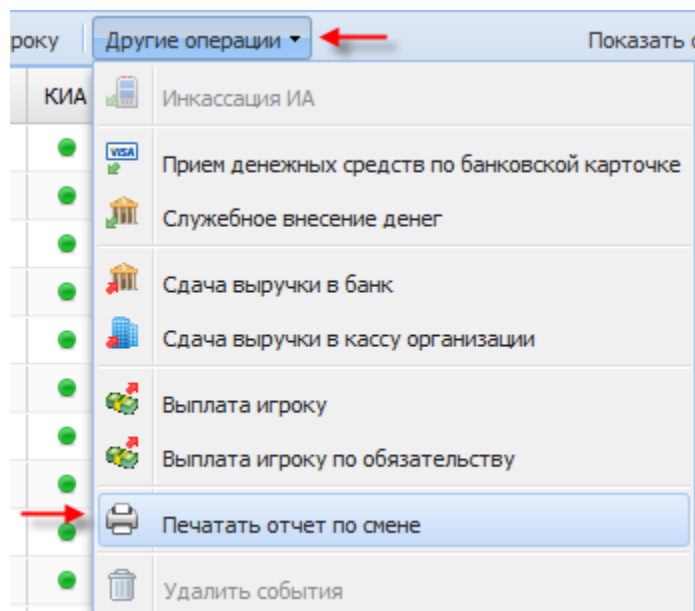 року Другие операции Показать
КИА
Инкассация ИА
VISA
Прием денежных средств по банковской карточке
Служебное внесение денег
Сдача выручки в банк
Сдача выручки в кассу организации
Выплата игроку
Выплата игроку по обязательству
Печатать отчет по смене
Удалить события